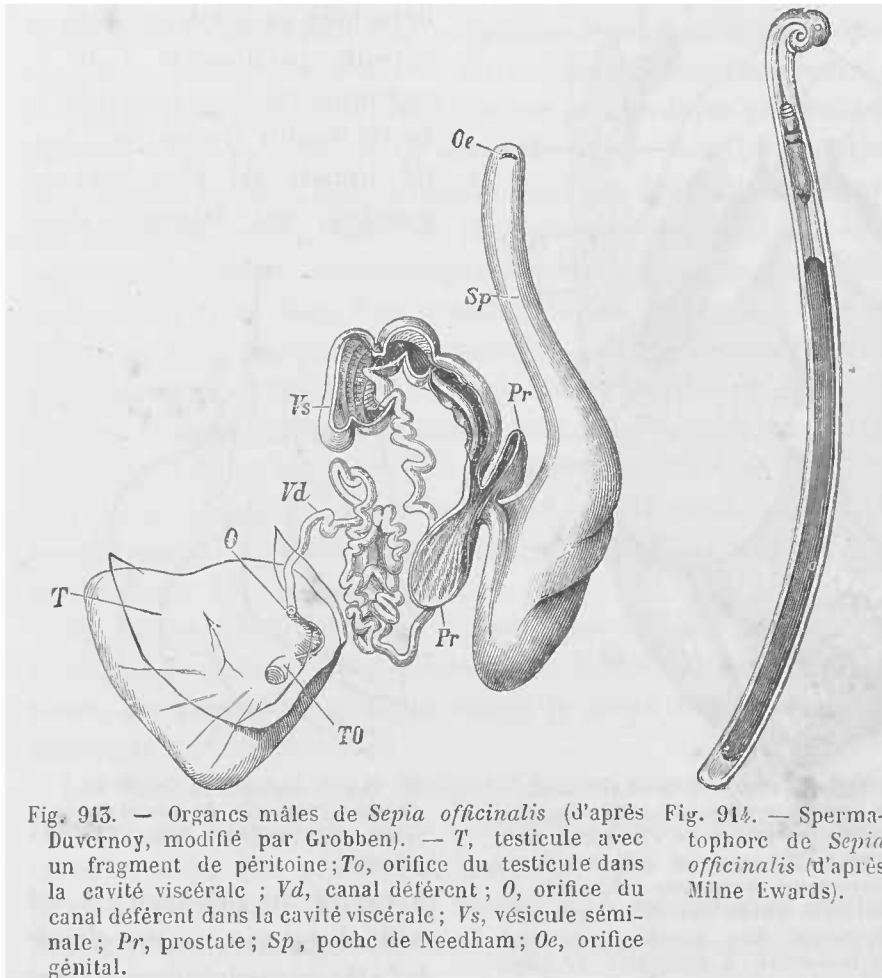 Oe
Sp
Pr
Vs
Vd
O
T
Pr
TO
Fig. 913. — Organes mâles de Sepia officinalis (d'après
Duvernoy, modifié par Grobben). — T, testicule avec
un fragment de péritoine; To, orifice du testicule dans
la cavité viscérale ; Vd, canal déférent ; O, orifice du
canal déférent dans la cavité viscérale ; Vs, vésicule sémi-
nale ; Pr, prostate ; Sp, poche de Needham ; Oe, orifice
génital.
Fig. 914. — Sperma-
tophore de Sepia
officinalis (d'après
Milne Ewards).